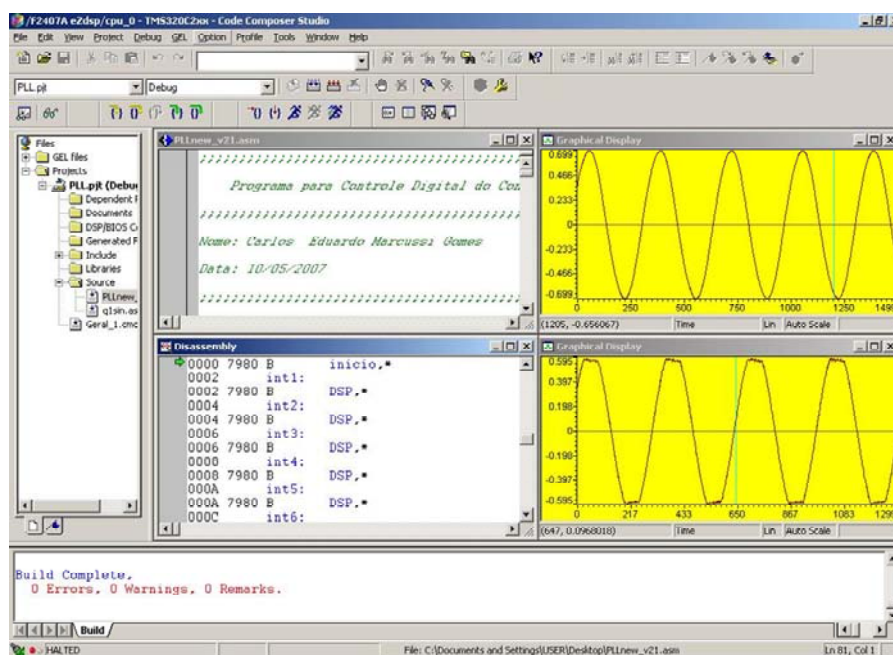 /F2407A eZdsp/cpu_0 - TMS320C2xx - Code Composer Studio
File Edit View Project Debug GEL Option Profile Tools Window Help
PLL.pjt
Debug
Files
GEL files
Projects
PLL.pjt (Debu
Dependent F
Documents
DSP/BIOS Co
Generated F
Include
Libraries
Source
PLLnew_
q1sin.as
Geral_1.cmd
PLLnew_v21.asm
;;;;;;;;;;;;;;;;;;;;;;;;;;;;;;;;;;;;;;;;
Programa para Controle Digital do Con
;;;;;;;;;;;;;;;;;;;;;;;;;;;;;;;;;;;;;;;;
Nome: Carlos Eduardo Marcussi Gomes
Data: 10/05/2007
;;;;;;;;;;;;;;;;;;;;;;;;;;;;;;;;;;;;;;;;
Disassembly
0000 7980 B inicio,*
0002 int1:
0002 7980 B DSP,*
0004 int2:
0004 7980 B DSP,*
0006 int3:
0006 7980 B DSP,*
0008 int4:
0008 7980 B DSP,*
000A int5:
000A 7980 B DSP,*
000C int6:
Graphical Display
0.699
0.466
0.233
0
-0.233
-0.466
-0.699
0 250 500 750 1000 1250 149
(1205, -0.656067) Time Lin Auto Scale
Graphical Display
0.595
0.397
0.198
0
-0.198
-0.397
-0.595
0 217 433 650 867 1083 129
(647, 0.0968018) Time Lin Auto Scale
Build Complete,
0 Errors, 0 Warnings, 0 Remarks.
Build
HALTED
File: C:\Documents and Settings\USER\Desktop\PLLnew_v21.asm
Ln 81, Col 1